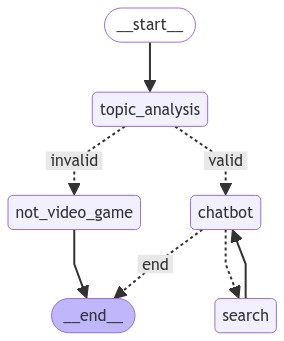 __start__
topic_analysis
invalid
valid
not_video_game
chatbot
end
__end__
search